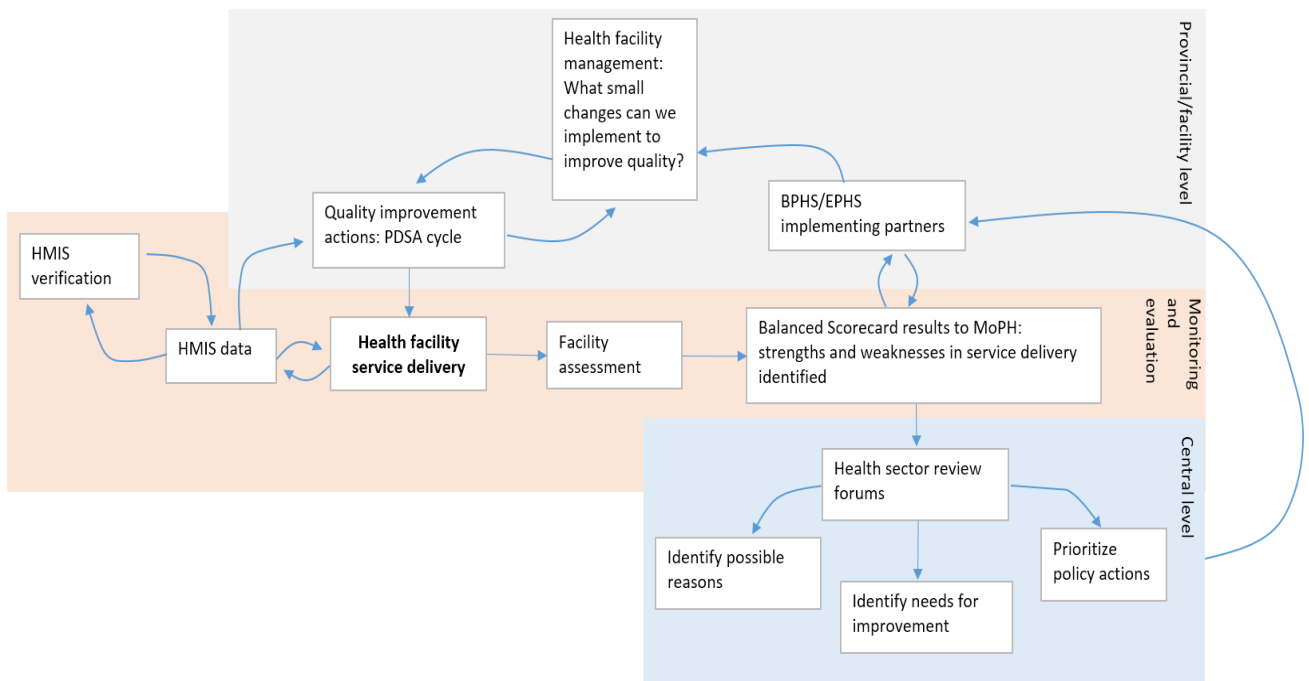 Health facility
management:
What small
changes can we
implement to
improve quality?
Provincial/facility level
Quality improvement
actions: PDSA cycle
BPHS/EPHS
implementing partners
HMIS
verification
HMIS data
Health facility
service delivery
Facility
assessment
Balanced Scorecard results to MoPH:
strengths and weaknesses in service delivery
identified
Monitoring
and
evaluation
Health sector review
forums
Central level
Identify possible
reasons
Identify needs for
improvement
Prioritize
policy actions